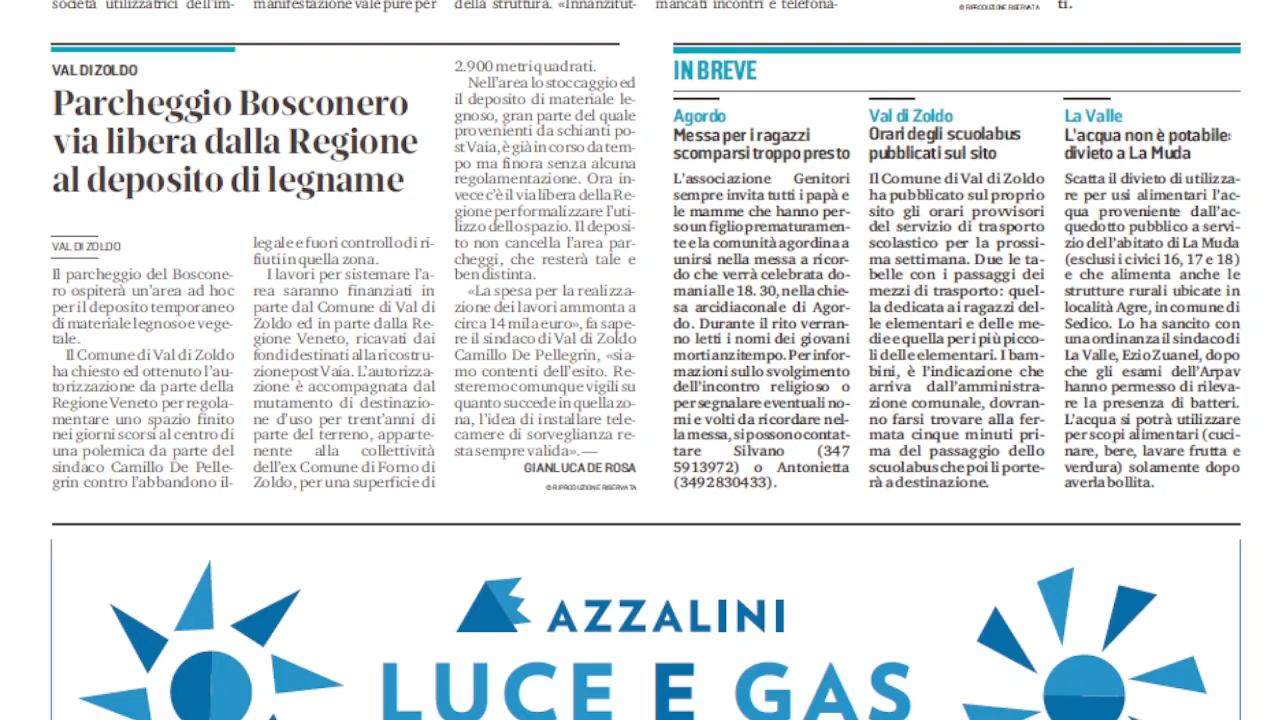 società utilizzatrici dell'im-
manifestazione vale pure per
della struttura. «Innanzitut-
mancati incontri e telefona-
© RIPRODUZIONE RISERVATA
ti.
VAL DI ZOLDO
Parcheggio Bosconero
via libera dalla Regione
al deposito di legname
VAL DI ZOLDO
Il parcheggio delBoscone-
ro ospiterà un'area ad hoc
per il deposito temporaneo
di materiale legnoso e vege-
tale.
Il Comune di Val di Zoldo
ha chiesto ed ottenuto l'au-
torizzazione da parte della
Regione Veneto per regola-
mentare uno spazio finito
nei giorni scorsi al centro di
una polemica da parte del
sindaco Camillo De Pelle-
grin contro l'abbandono il-
legale e fuori controllo di ri-
fiuti in quella zona.
I lavori per sistemare l'a-
rea saranno finanziati in
parte dal Comune di Val di
Zoldo ed in parte dalla Re-
gione Veneto, ricavati dai
fondi destinati alla ricostru-
zione post Vaia. L'autorizza-
zione è accompagnata dal
mutamento di destinazio-
ne d'uso per trent'anni di
parte del terreno, apparte-
nente alla collettività
dell'ex Comune di Forno di
Zoldo, per una superficie di
2.900 metri quadrati.
Nell'area lo stoccaggio ed
il deposito di materiale le-
gnoso, gran parte del quale
provenienti da schianti po-
st Vaia, è già in corso da tem-
po ma finora senza alcuna
regolamentazione. Ora in-
vece c'è il via libera della Re-
gione per formalizzare l'uti-
lizzo dello spazio. Il deposi-
to non cancella l'area par-
cheggi, che resterà tale e
ben distinta.
«La spesa per la realizza-
zione dei lavori ammonta a
circa 14 mila euro», fa sape-
re il sindaco di Val di Zoldo
Camillo De Pellegrin, «sia-
mo contenti dell'esito. Re-
steremo comunque vigili su
quanto succede in quella zo-
na, l'idea di installare tele-
camere di sorveglianza re-
sta sempre valida». —
GIANLUCA DE ROSA
© RIPRODUZIONE RISERVATA
IN BREVE
Agordo
Messa per i ragazzi
scomparsi troppo presto
L'associazione Genitori
sempre invita tutti i papà e
le mamme che hanno per-
so un figlio prematuramen-
te e la comunità agordina a
unirsi nella messa a ricor-
do che verrà celebrata do-
mani alle 18. 30, nella chie-
sa arcidiaconale di Agor-
do. Durante il rito verran-
no letti i nomi dei giovani
morti anzitempo. Per infor-
mazioni sullo svolgimento
dell'incontro religioso o
per segnalare eventuali no-
mi e volti da ricordare nel-
la messa, si possono contat-
tare Silvano (347
5913972) o Antonietta
(3492830433).
Val di Zoldo
Orari degli scuolabus
pubblicati sul sito
Il Comune di Val di Zoldo
ha pubblicato sul proprio
sito gli orari provvisori
del servizio di trasporto
scolastico per la prossi-
ma settimana. Due le ta-
belle con i passaggi dei
mezzi di trasporto: quel-
la dedicata ai ragazzi del-
le elementari e delle me-
die e quella per i più picco-
li delle elementari. I bam-
bini, è l'indicazione che
arriva dall'amministra-
zione comunale, dovran-
no farsi trovare alla fer-
mata cinque minuti pri-
ma del passaggio dello
scuolabus che poi li porte-
rà a destinazione.
La Valle
L'acqua non è potabile:
divieto a La Muda
Scatta il divieto di utilizza-
re per usi alimentari l'ac-
qua proveniente dall'ac-
quedotto pubblico a servi-
zio dell'abitato di La Muda
(esclusi i civici 16, 17 e 18)
e che alimenta anche le
strutture rurali ubicate in
località Agre, in comune di
Sedico. Lo ha sancito con
una ordinanza il sindaco di
La Valle, Ezio Zuanel, dopo
che gli esami dell'Arpav
hanno permesso di rileva-
re la presenza di batteri.
L'acqua si potrà utilizzare
per scopi alimentari (cuci-
nare, bere, lavare frutta e
verdura) solamente dopo
averla bollita.
AZZALINI
LUCE E GAS